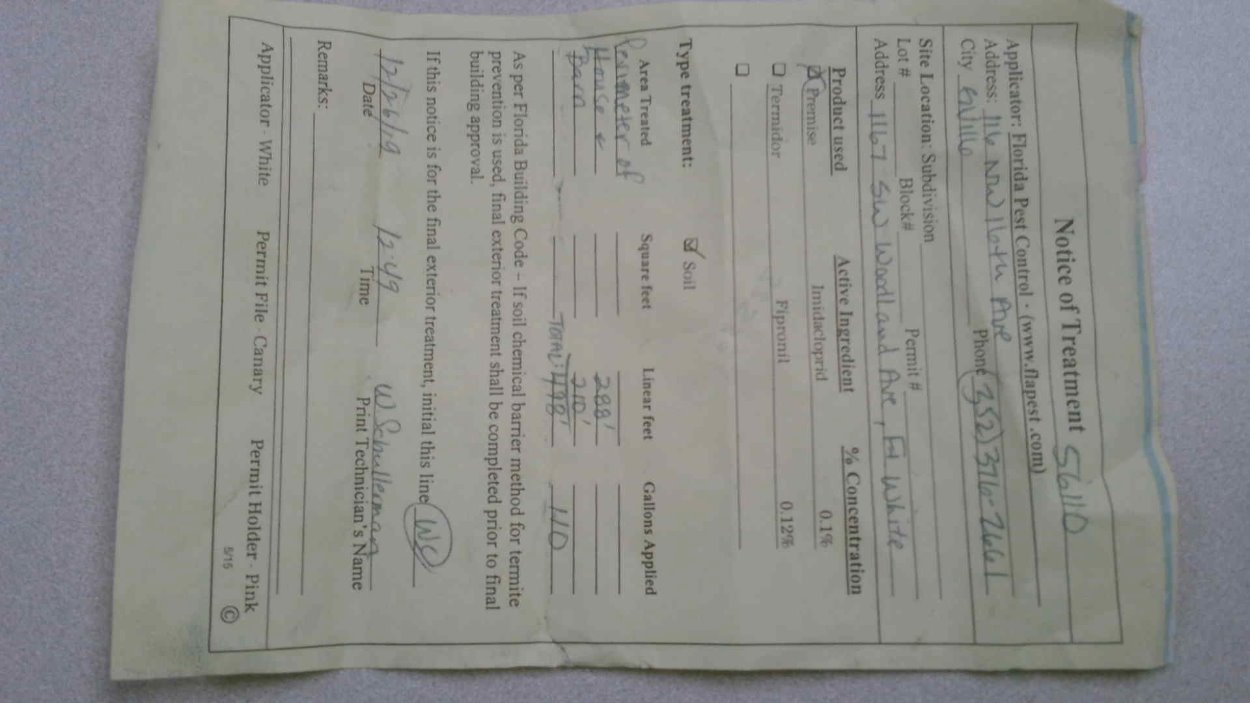 Notice of Treatment 56110
Applicator: Florida Pest Control · (www.flapest.com)
Address: 116 NW 16th Ave
City Phone (352) 376-2661
Site Location: Subdivision
Lot # Block# Permit #
Address 1167 SW Woodland Ave, Ft. White
Product used Active Ingredient % Concentration
☑ Premise Imidacloprid 0.1%
☐ Termidor Fipronil 0.12%
☐
Type treatment: ☑ Soil
Area Treated Square feet Linear feet Gallons Applied
Perimeter of
House & 288'
Barn 210'
TOTAL: 498' 110
As per Florida Building Code – If soil chemical barrier method for termite
prevention is used, final exterior treatment shall be completed prior to final
building approval.
If this notice is for the final exterior treatment, initial this line WS
12/26/19 1249 W Schulleman
Date Time Print Technician's Name
Remarks:
Applicator - White Permit File - Canary Permit Holder - Pink
5/15 ©